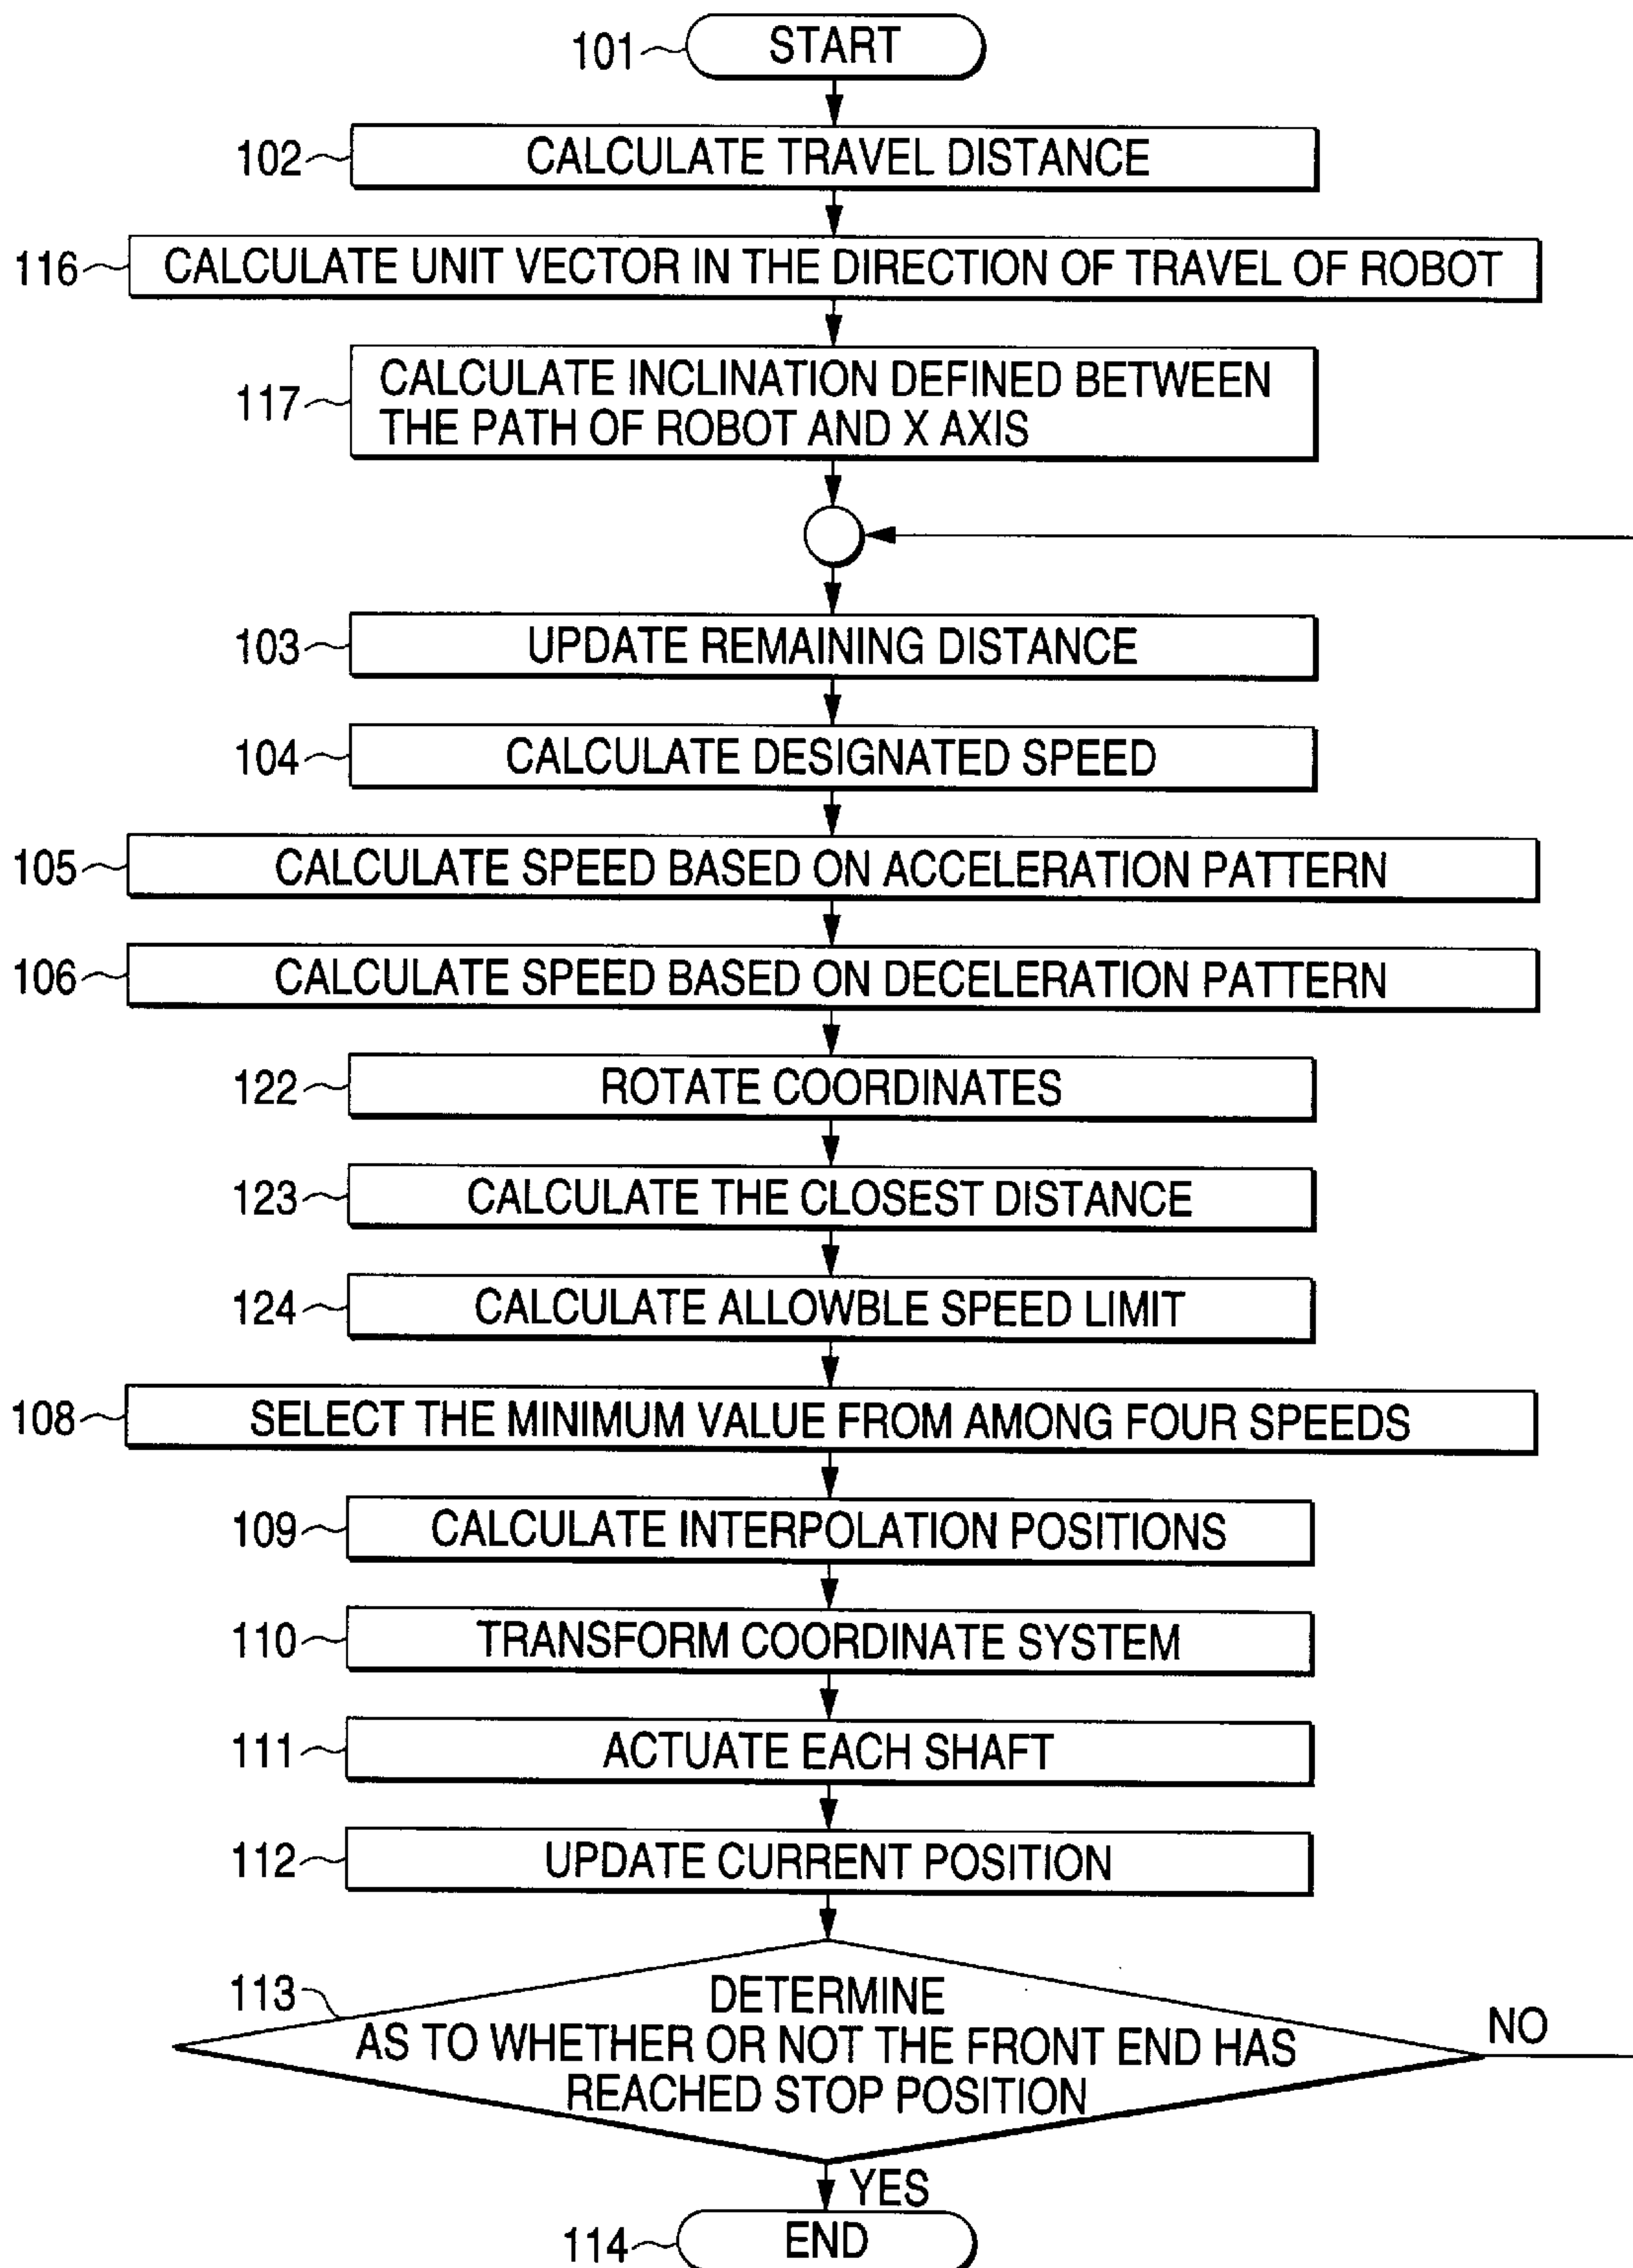 101 START
102 CALCULATE TRAVEL DISTANCE
116 CALCULATE UNIT VECTOR IN THE DIRECTION OF TRAVEL OF ROBOT
117 CALCULATE INCLINATION DEFINED BETWEEN
THE PATH OF ROBOT AND X AXIS
103 UPDATE REMAINING DISTANCE
104 CALCULATE DESIGNATED SPEED
105 CALCULATE SPEED BASED ON ACCELERATION PATTERN
106 CALCULATE SPEED BASED ON DECELERATION PATTERN
122 ROTATE COORDINATES
123 CALCULATE THE CLOSEST DISTANCE
124 CALCULATE ALLOWBLE SPEED LIMIT
108 SELECT THE MINIMUM VALUE FROM AMONG FOUR SPEEDS
109 CALCULATE INTERPOLATION POSITIONS
110 TRANSFORM COORDINATE SYSTEM
111 ACTUATE EACH SHAFT
112 UPDATE CURRENT POSITION
113 DETERMINE
AS TO WHETHER OR NOT THE FRONT END HAS
REACHED STOP POSITION
NO
YES
114 END